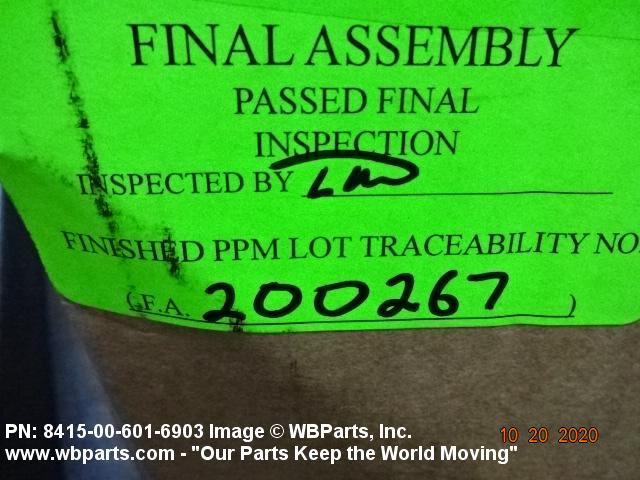 FINAL ASSEMBLY
PASSED FINAL
INSPECTION
INSPECTED BY
FINISHED PPM LOT TRACEABILITY NO.
(F.A. 200267 )
PN: 8415-00-601-6903 Image © WBParts, Inc.
10 20 2020
www.wbparts.com - "Our Parts Keep the World Moving"